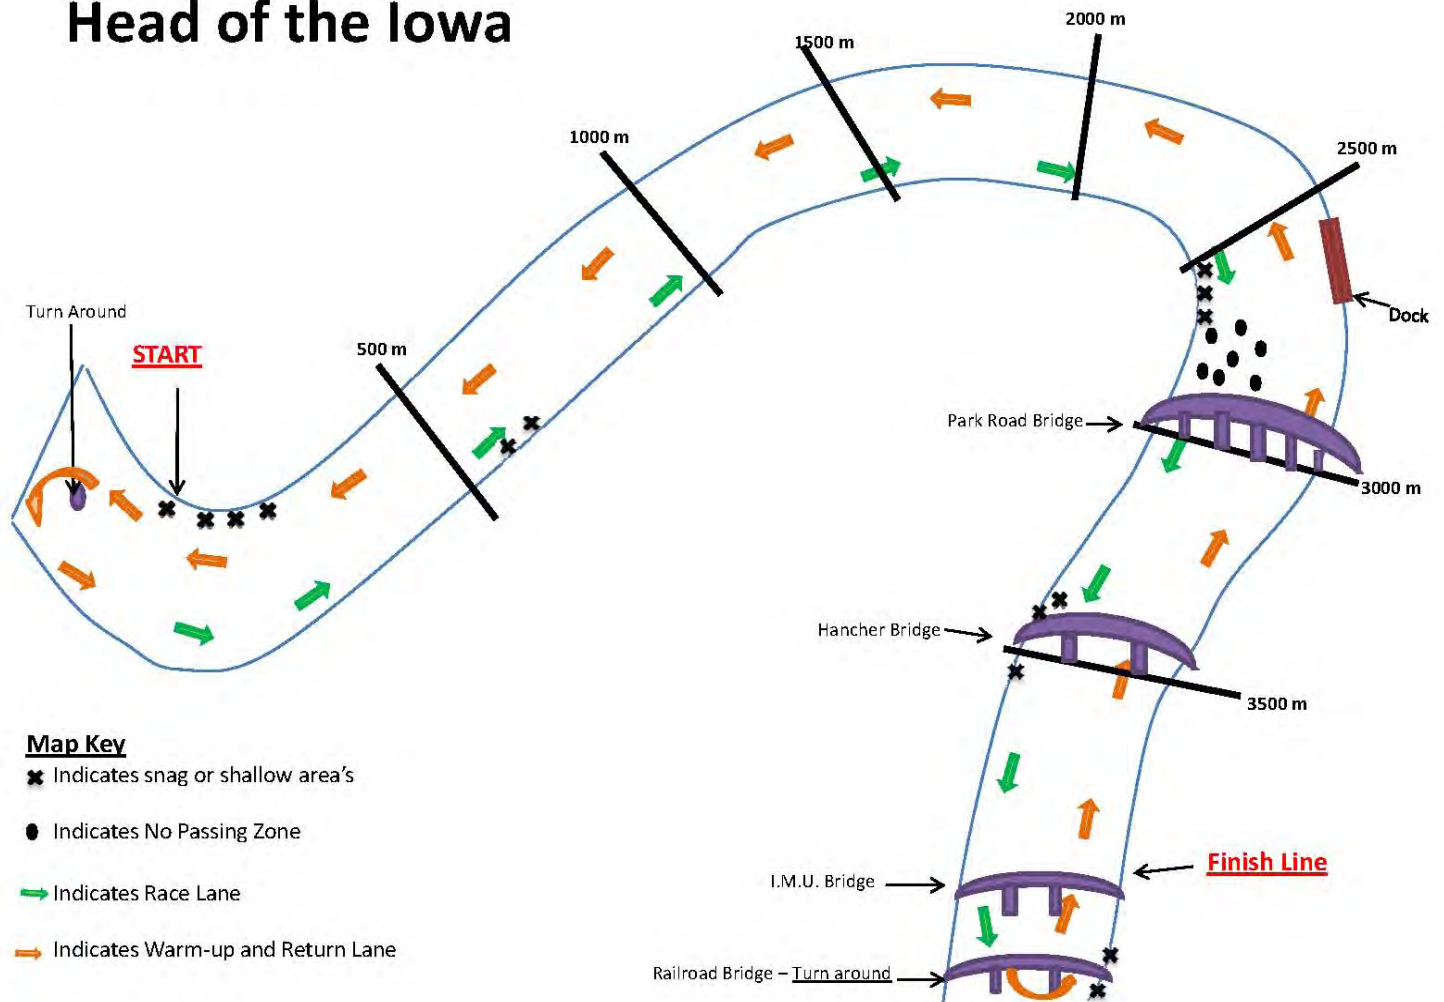 Head of the Iowa
2000 m
1500 m
1000 m
2500 m
Turn Around
START
500 m
Dock
Park Road Bridge
3000 m
Hancher Bridge
3500 m
Map Key
Indicates snag or shallow area's
Indicates No Passing Zone
Finish Line
I.M.U. Bridge
Indicates Race Lane
Indicates Warm-up and Return Lane
Railroad Bridge – Turn around